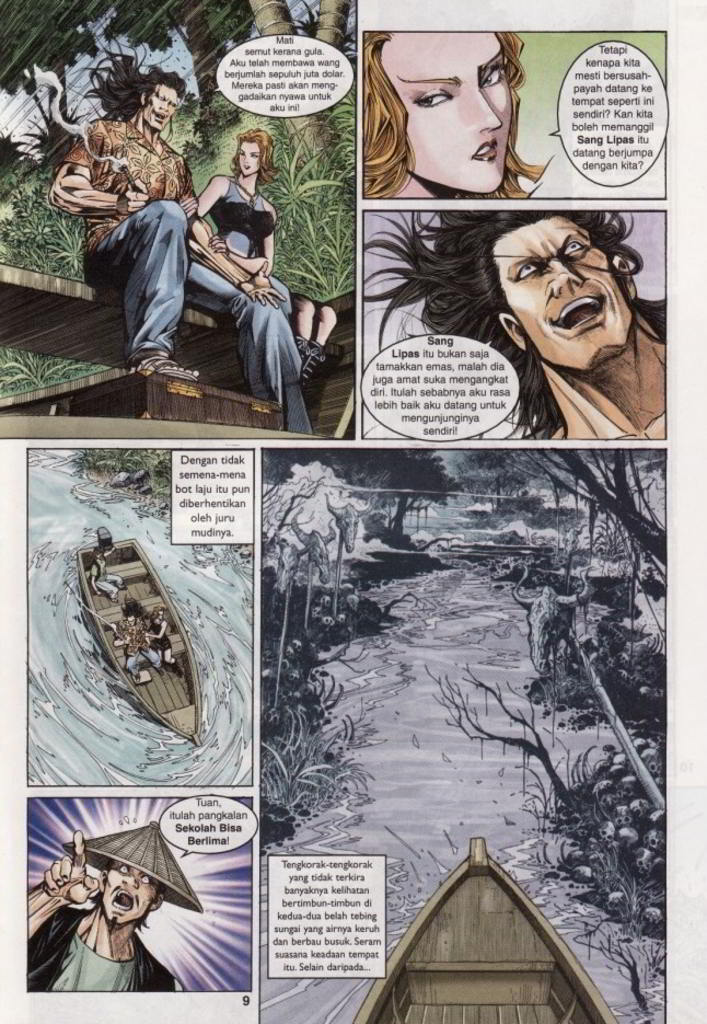 Mati
semut kerana gula.
Aku telah membawa wang
berjumlah sepuluh juta dolar.
Mereka pasti akan meng-
gadaikan nyawa untuk
aku ini!
Tetapi
kenapa dia
mesti bersusah-
payah datang ke
tempat seperti ini
sendiri? Kan kita
boleh memanggil
Sang Lipas itu
datang berjumpa
dengan kita?
Sang
Lipas itu bukan saja
tamakkan emas, malah dia
juga amat suka mengangkat
diri. Itulah sebabnya aku rasa
lebih baik aku datang untuk
mengunjunginya
sendiri!
Dengan tidak
semena-mena
bot laju itu pun
diberhentikan
oleh juru
mudinya.
Tuan,
itulah pangkalan
Sekolah Bisa
Berlima!
Tengkorak-tengkorak
yang tidak terkira
banyaknya kelihatan
bertimbun-timbun di
kedua-dua belah tebing
sungai yang airnya keruh
dan berbau busuk. Seram
suasana keadaan tempat
itu. Selain daripada...
9